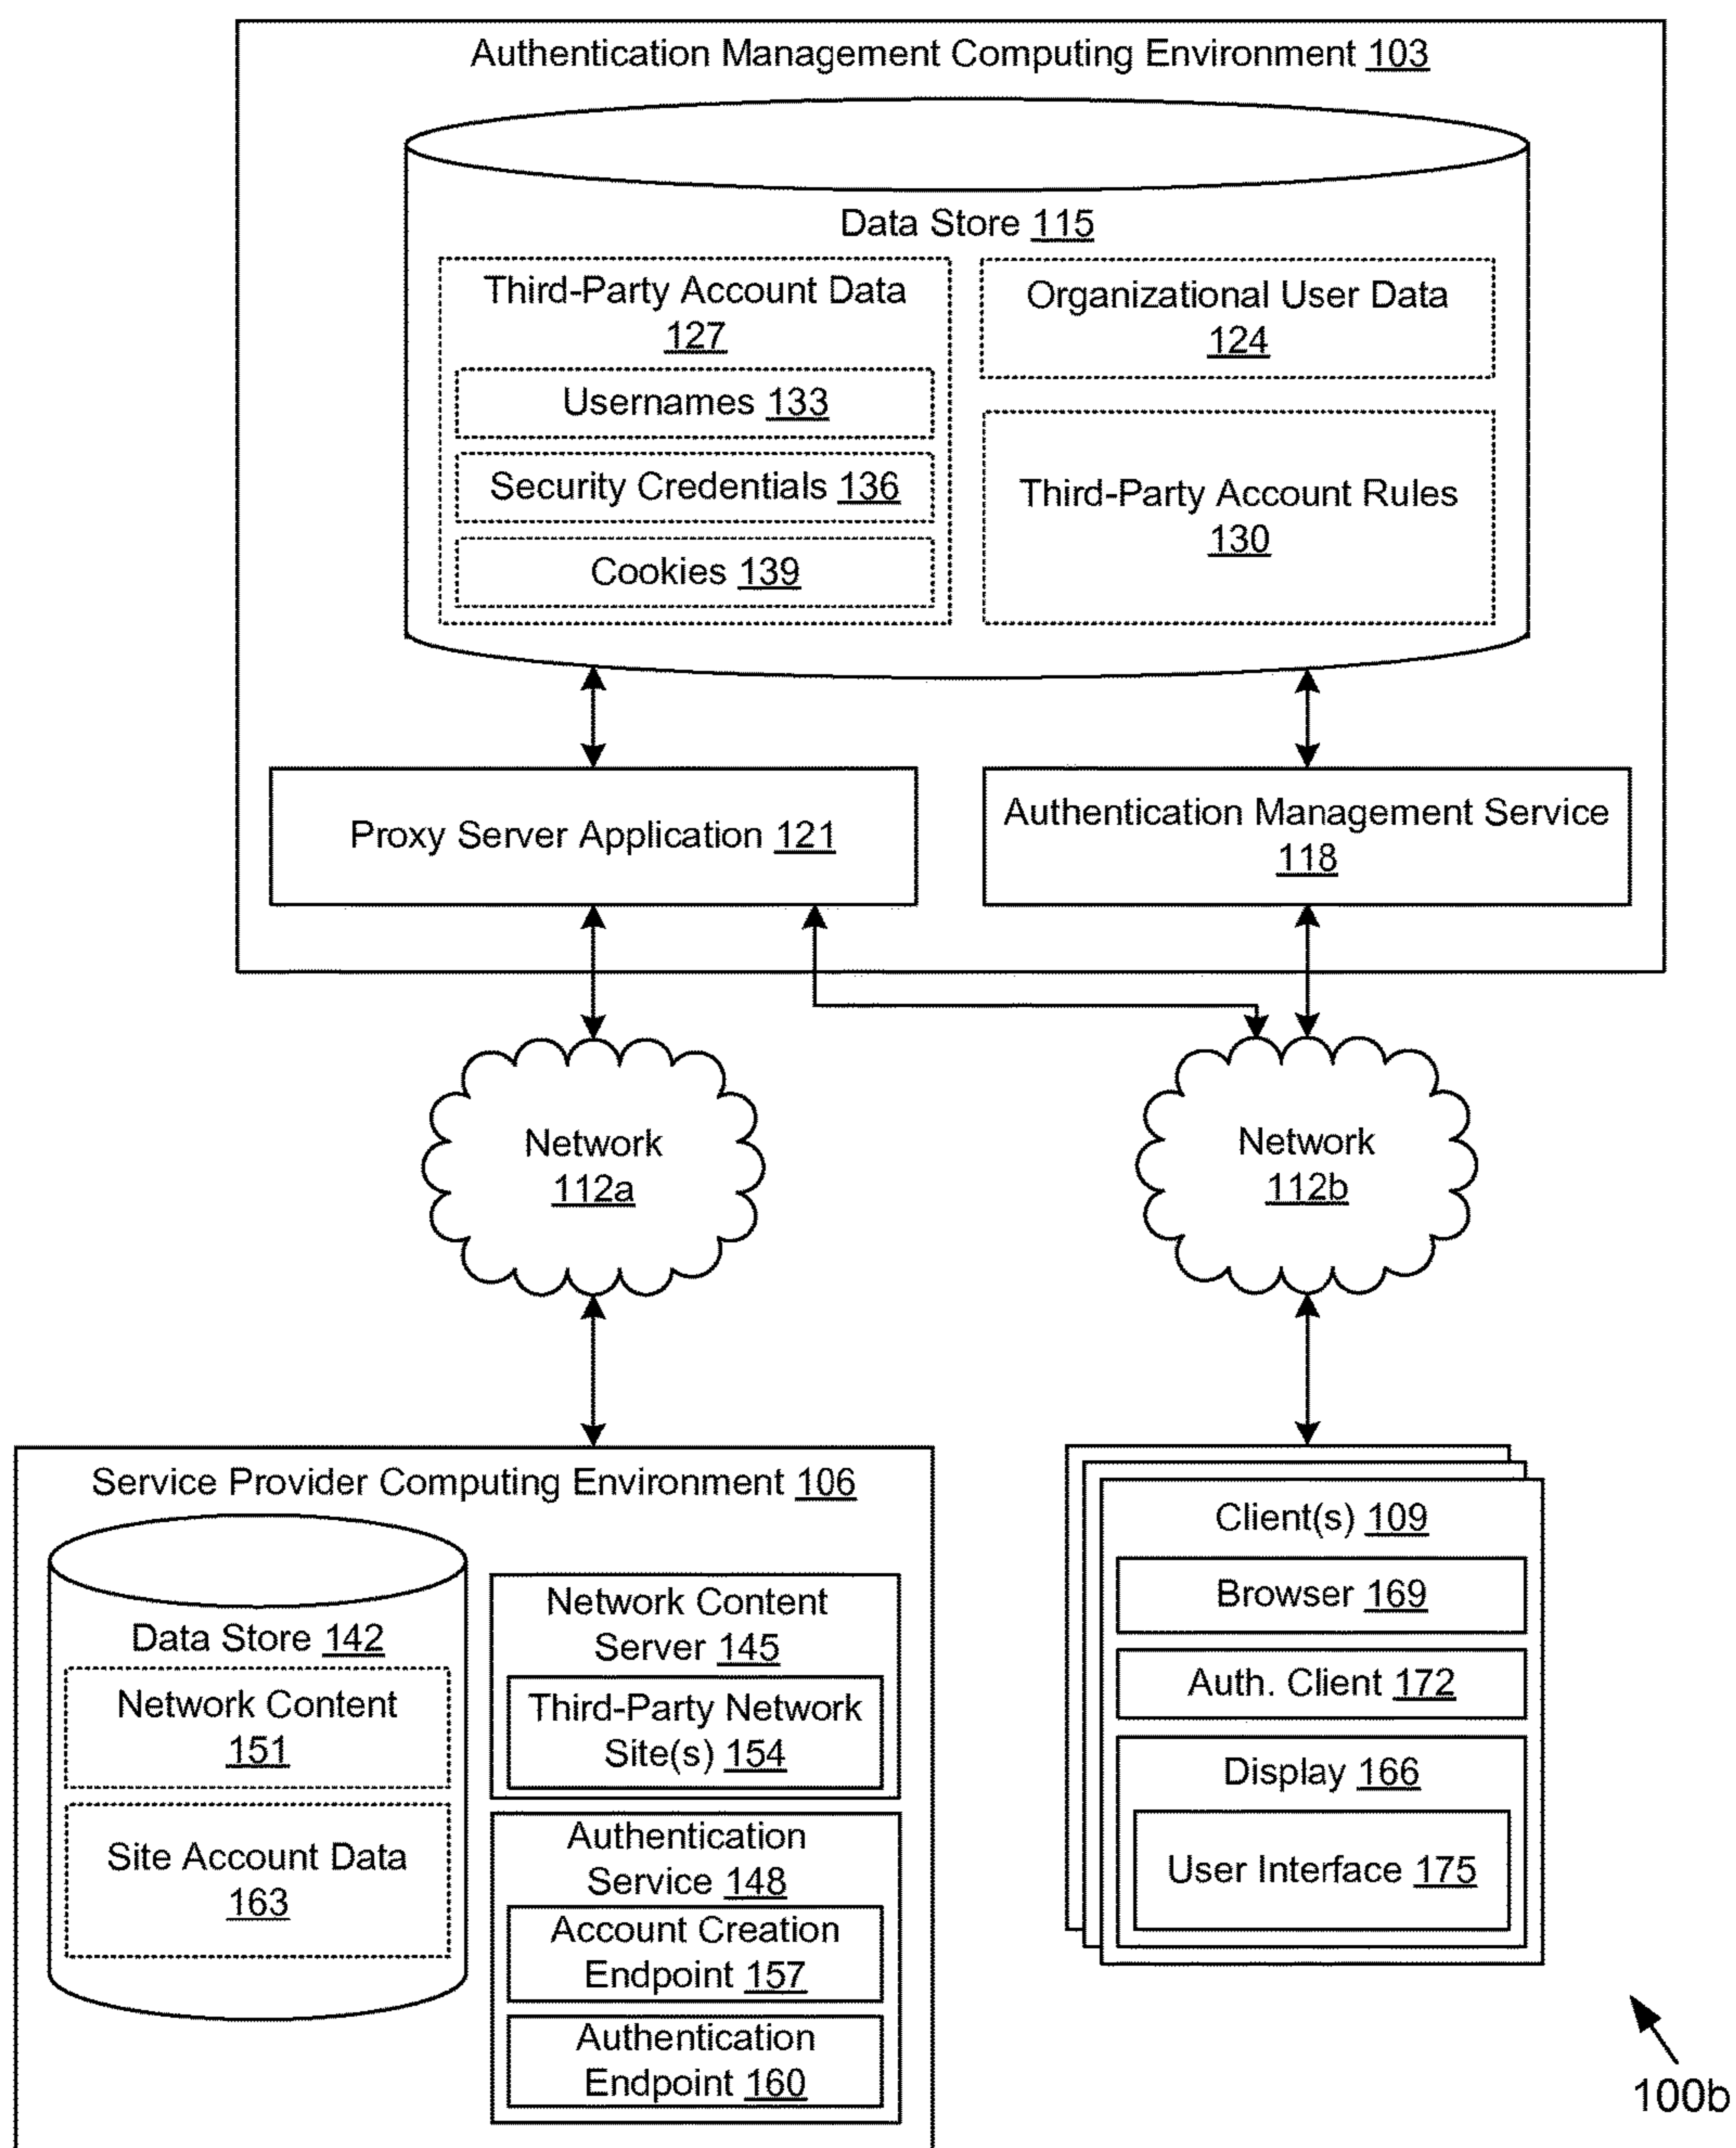 Authentication Management Computing Environment 103
Data Store 115
Third-Party Account Data
127
Usernames 133
Security Credentials 136
Cookies 139
Organizational User Data
124
Third-Party Account Rules
130
Proxy Server Application 121
Authentication Management Service
118
Network
112a
Network
112b
Service Provider Computing Environment 106
Data Store 142
Network Content
151
Site Account Data
163
Network Content
Server 145
Third-Party Network
Site(s) 154
Authentication
Service 148
Account Creation
Endpoint 157
Authentication
Endpoint 160
Client(s) 109
Browser 169
Auth. Client 172
Display 166
User Interface 175
100b